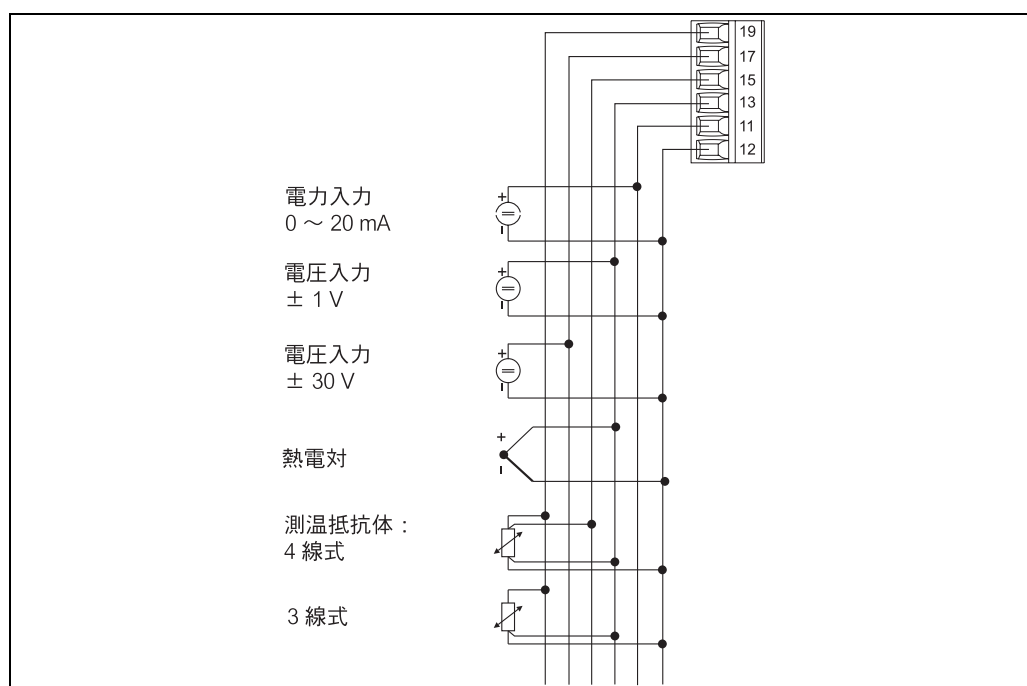 19
17
15
13
11
12
電力入力
0 ～ 20 mA
+
電圧入力
± 1 V
+
電圧入力
± 30 V
+
熱電対
+
測温抵抗体：
4 線式
3 線式